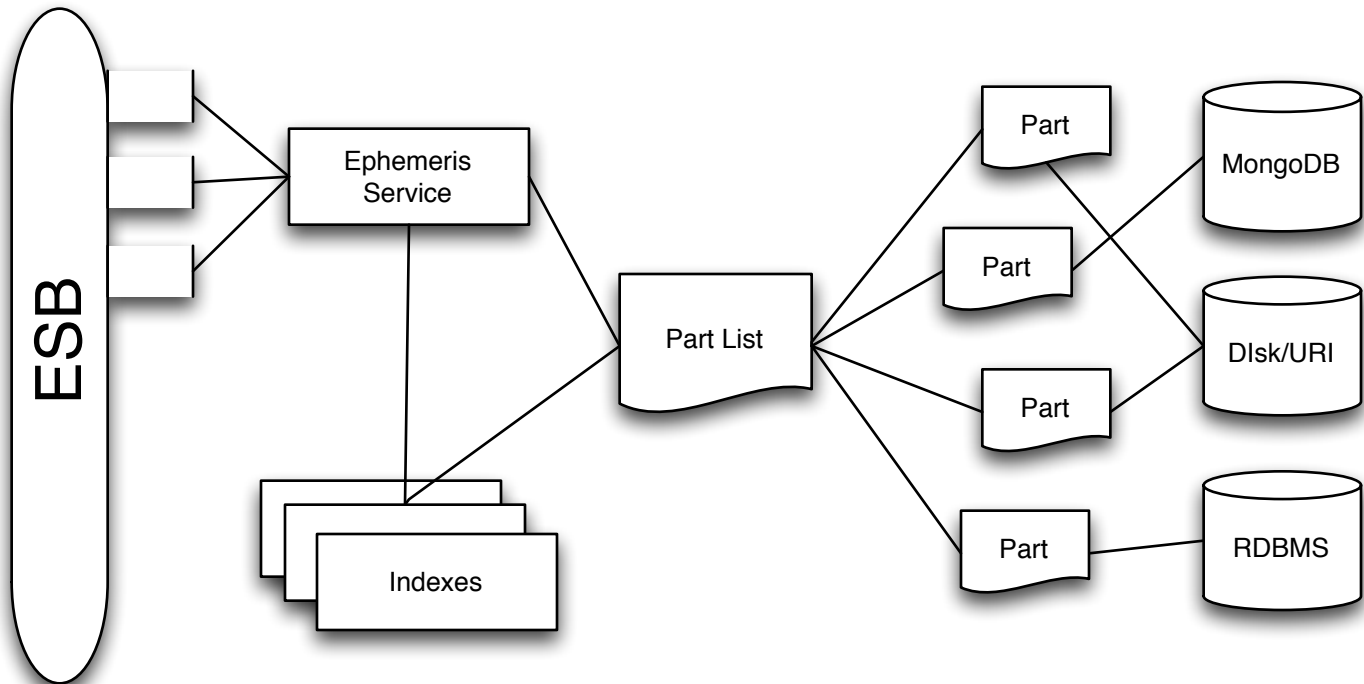 ESB
Ephemeris
Service
Indexes
Part List
Part
Part
Part
Part
MongoDB
DIsk/URI
RDBMS